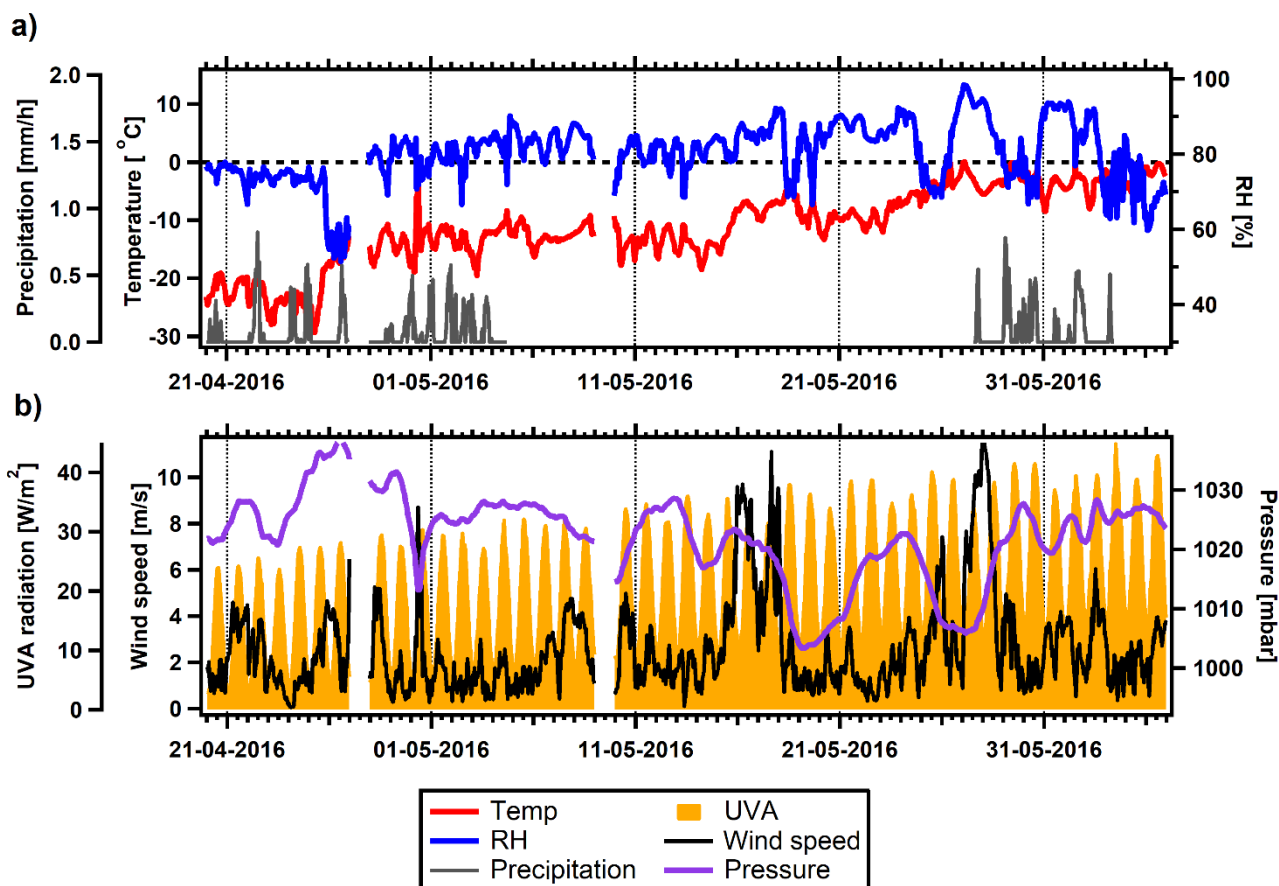 a)
Precipitation [mm/h]
2.0
1.5
1.0
0.5
0.0
Temperature [ °C]
10
0
-10
-20
-30
100
80
60
40
RH [%]
21-04-2016 01-05-2016 11-05-2016 21-05-2016 31-05-2016
b)
UVA radiation [W/m²]
40
30
20
10
0
Wind speed [m/s]
10
8
6
4
2
0
1030
1020
1010
1000
Pressure [mbar]
21-04-2016 01-05-2016 11-05-2016 21-05-2016 31-05-2016
Temp UVA
RH Wind speed
Precipitation Pressure